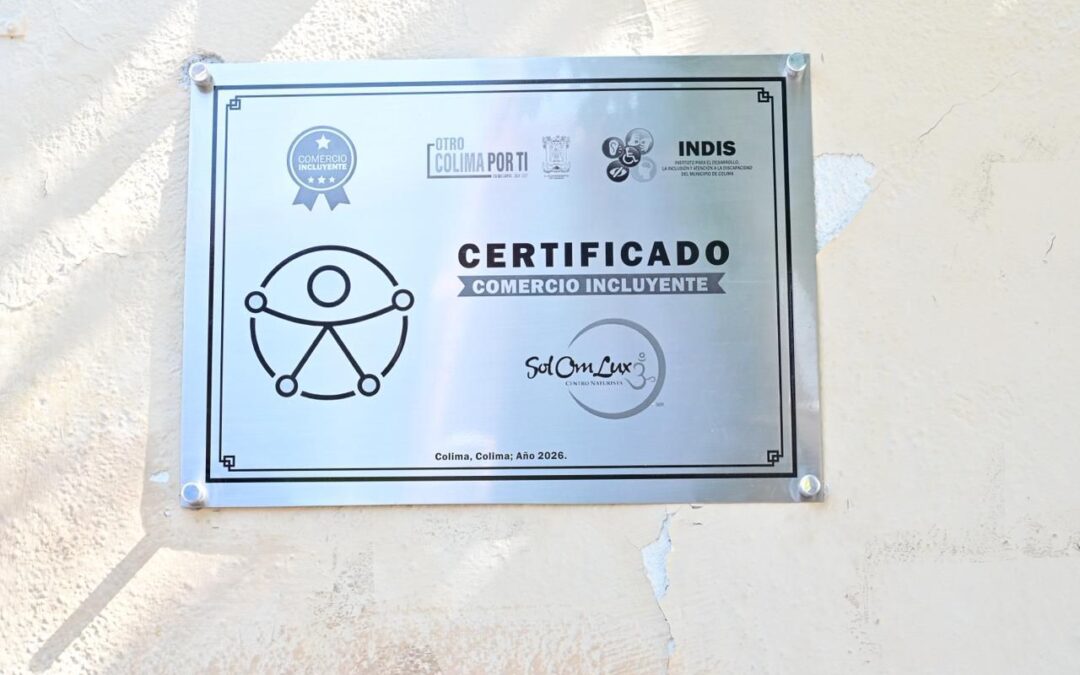 COMERCIO
INCLUYENTE
OTRO
COLIMA POR TI
INDIS
INSTITUTO PARA EL DESARROLLO,
LA INCLUSIÓN Y ATENCIÓN A LA DISCAPACIDAD
DEL MUNICIPIO DE COLIMA
CERTIFICADO
COMERCIO INCLUYENTE
Sol Om Lux
CENTRO NATURISTA
Colima, Colima; Año 2026.